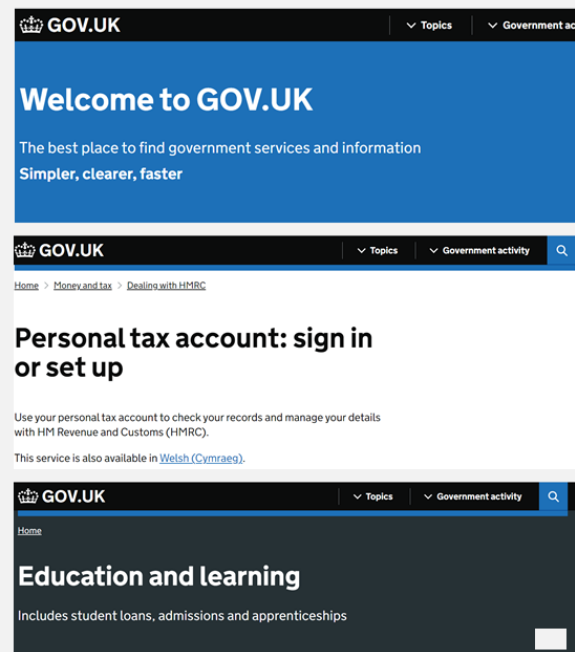 GOV.UK Topics Government ac
Welcome to GOV.UK
The best place to find government services and information
Simpler, clearer, faster
GOV.UK Topics Government activity
Home > Money and tax > Dealing with HMRC
Personal tax account: sign in
or set up
Use your personal tax account to check your records and manage your details
with HM Revenue and Customs (HMRC).
This service is also available in Welsh (Cymraeg).
GOV.UK Topics Government activity
Home
Education and learning
Includes student loans, admissions and apprenticeships